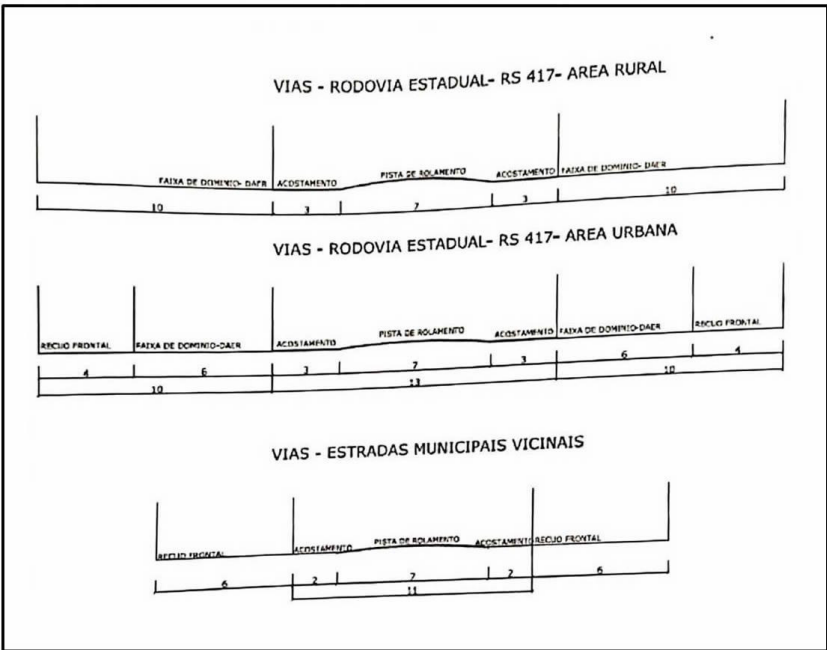 VIAS - RODOVIA ESTADUAL- RS 417- AREA RURAL
FAIXA DE DOMINIO- DAER ACOSTAMENTO PISTA DE ROLAMENTO ACOSTAMENTO FAIXA DE DOMINIO- DAER
10 3 7 3 10
VIAS - RODOVIA ESTADUAL- RS 417- AREA URBANA
RECUO FRONTAL FAIXA DE DOMINIO-DAER ACOSTAMENTO PISTA DE ROLAMENTO ACOSTAMENTO FAIXA DE DOMINIO-DAER RECUO FRONTAL
4 6 3 7 3 6 4
10 13 10
VIAS - ESTRADAS MUNICIPAIS VICINAIS
RECUO FRONTAL ACOSTAMENTO PISTA DE ROLAMENTO ACOSTAMENTO RECUO FRONTAL
6 2 7 2 6
11